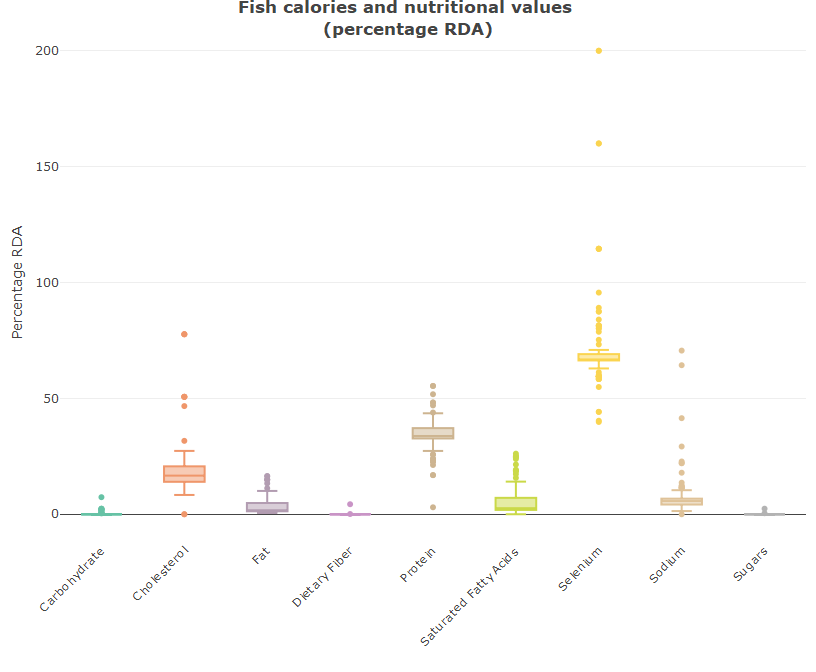 Fish calories and nutritional values
(percentage RDA)
200
150
100
50
0
Percentage RDA
Carbohydrate
Cholesterol
Fat
Dietary Fiber
Protein
Saturated Fatty Acids
Selenium
Sodium
Sugars